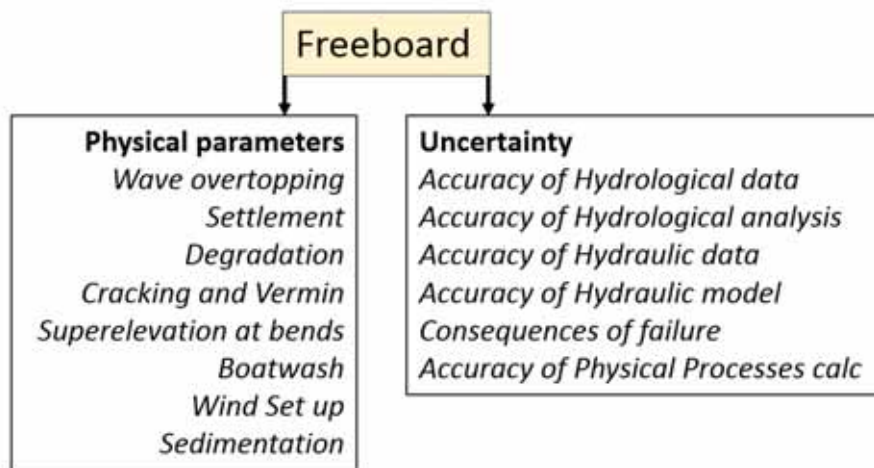 Freeboard
Physical parameters
Wave overtopping
Settlement
Degradation
Cracking and Vermin
Superelevation at bends
Boatwash
Wind Set up
Sedimentation
Uncertainty
Accuracy of Hydrological data
Accuracy of Hydrological analysis
Accuracy of Hydraulic data
Accuracy of Hydraulic model
Consequences of failure
Accuracy of Physical Processes calc